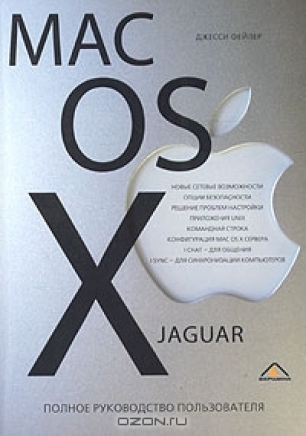 MAC
OS
X
ДЖЕССИ ФЕЙЛЕР
НОВЫЕ СЕТЕВЫЕ ВОЗМОЖНОСТИ
ОПЦИИ БЕЗОПАСНОСТИ
РЕШЕНИЕ ПРОБЛЕМ НАСТРОЙКИ
ПРИЛОЖЕНИЯ UNIX
КОМАНДНАЯ СТРОКА
КОНФИГУРАЦИЯ MAC OS X СЕРВЕРА
I CHAT – ДЛЯ ОБЩЕНИЯ
I SYNC – ДЛЯ СИНХРОНИЗАЦИИ КОМПЬЮТЕРОВ
JAGUAR
ВЕРШИНА
ПОЛНОЕ РУКОВОДСТВО ПОЛЬЗОВАТЕЛЯ
OZON.RU